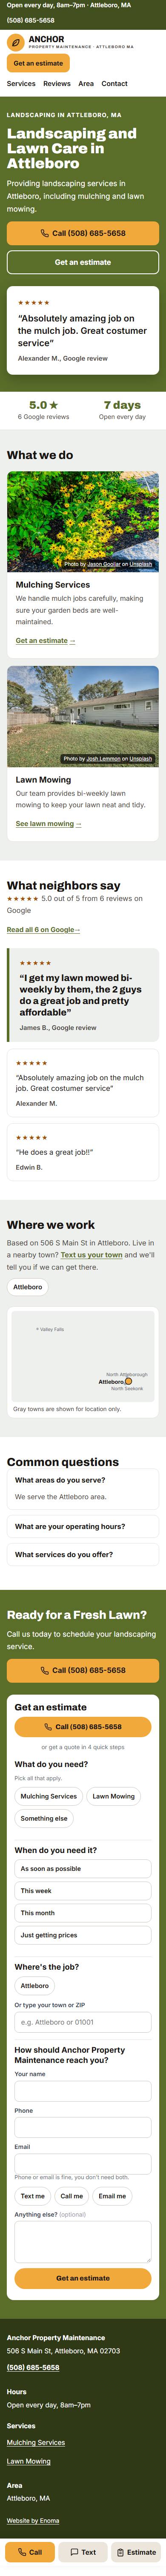 Open every day, 8am–7pm · Attleboro, MA
(508) 685-5658
ANCHOR
PROPERTY MAINTENANCE · ATTLEBORO MA
Get an estimate
Services Reviews Area Contact
LANDSCAPING IN ATTLEBORO, MA
Landscaping and
Lawn Care in
Attleboro
Providing landscaping services in
Attleboro, including mulching and lawn
mowing.
Call (508) 685-5658
Get an estimate
★★★★★
“Absolutely amazing job on
the mulch job. Great costumer
service”
Alexander M., Google review
5.0 ★
6 Google reviews
7 days
Open every day
What we do
Photo by Jason Gooljar on Unsplash
Mulching Services
We handle mulch jobs carefully, making
sure your garden beds are well-
maintained.
Get an estimate →
Photo by Josh Lemmon on Unsplash
Lawn Mowing
Our team provides bi-weekly lawn
mowing to keep your lawn neat and tidy.
See lawn mowing →
What neighbors say
★★★★★ 5.0 out of 5 from 6 reviews on
Google
Read all 6 on Google→
★★★★★
“I get my lawn mowed bi-
weekly by them, the 2 guys
do a great job and pretty
affordable”
James B., Google review
★★★★★
“Absolutely amazing job on the mulch
job. Great costumer service”
Alexander M.
★★★★★
“He does a great job!!”
Edwin B.
Where we work
Based on 506 S Main St in Attleboro. Live in
a nearby town? Text us your town and we'll
tell you if we can get there.
Attleboro
Valley Falls
North Attleborough
Attleboro
North Seekonk
Gray towns are shown for location only.
Common questions
What areas do you serve?
We serve the Attleboro area.
What are your operating hours?
What services do you offer?
Ready for a Fresh Lawn?
Call us today to schedule your landscaping
service.
Call (508) 685-5658
Get an estimate
Call (508) 685-5658
or get a quote in 4 quick steps
What do you need?
Pick all that apply.
Mulching Services Lawn Mowing
Something else
When do you need it?
As soon as possible
This week
This month
Just getting prices
Where's the job?
Attleboro
Or type your town or ZIP
e.g. Attleboro or 01001
How should Anchor Property
Maintenance reach you?
Your name
Phone
Email
Phone or email is fine, you don't need both.
Text me Call me Email me
Anything else? (optional)
Get an estimate
Anchor Property Maintenance
506 S Main St, Attleboro, MA 02703
(508) 685-5658
Hours
Open every day, 8am–7pm
Services
Mulching Services
Lawn Mowing
Area
Attleboro, MA
Website by Enoma
Call Text Estimate